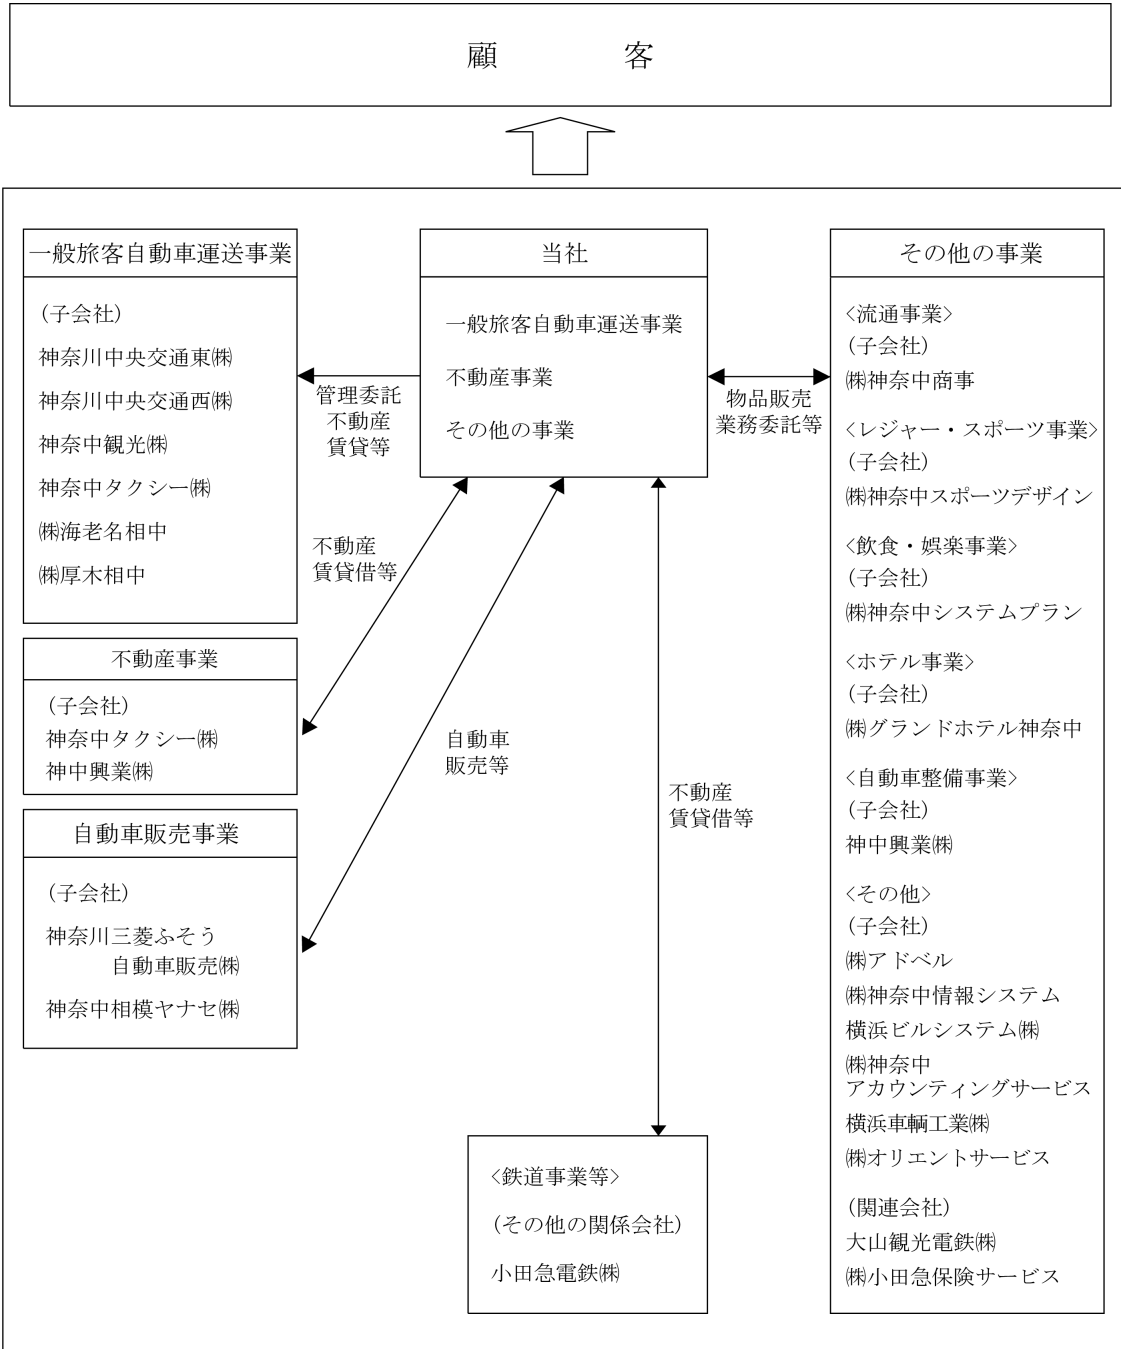 顧客
一般旅客自動車運送事業
(子会社)
神奈川中央交通東㈱
神奈川中央交通西㈱
神奈中観光㈱
神奈中タクシー㈱
㈱海老名相中
㈱厚木相中
不動産事業
(子会社)
神奈中タクシー㈱
神中興業㈱
自動車販売事業
(子会社)
神奈川三菱ふそう
自動車販売㈱
神奈中相模ヤナセ㈱
管理委託
不動産
賃貸等
不動産
賃貸借等
自動車
販売等
当社
一般旅客自動車運送事業
不動産事業
その他の事業
不動産
賃貸借等
<鉄道事業等>
(その他の関係会社)
小田急電鉄㈱
物品販売
業務委託等
その他の事業
<流通事業>
(子会社)
㈱神奈中商事
<レジャー・スポーツ事業>
(子会社)
㈱神奈中スポーツデザイン
<飲食・娯楽事業>
(子会社)
㈱神奈中システムプラン
<ホテル事業>
(子会社)
㈱グランドホテル神奈中
<自動車整備事業>
(子会社)
神中興業㈱
<その他>
(子会社)
㈱アドベル
㈱神奈中情報システム
横浜ビルシステム㈱
㈱神奈中
アカウンティングサービス
横浜車輌工業㈱
㈱オリエントサービス
(関連会社)
大山観光電鉄㈱
㈱小田急保険サービス